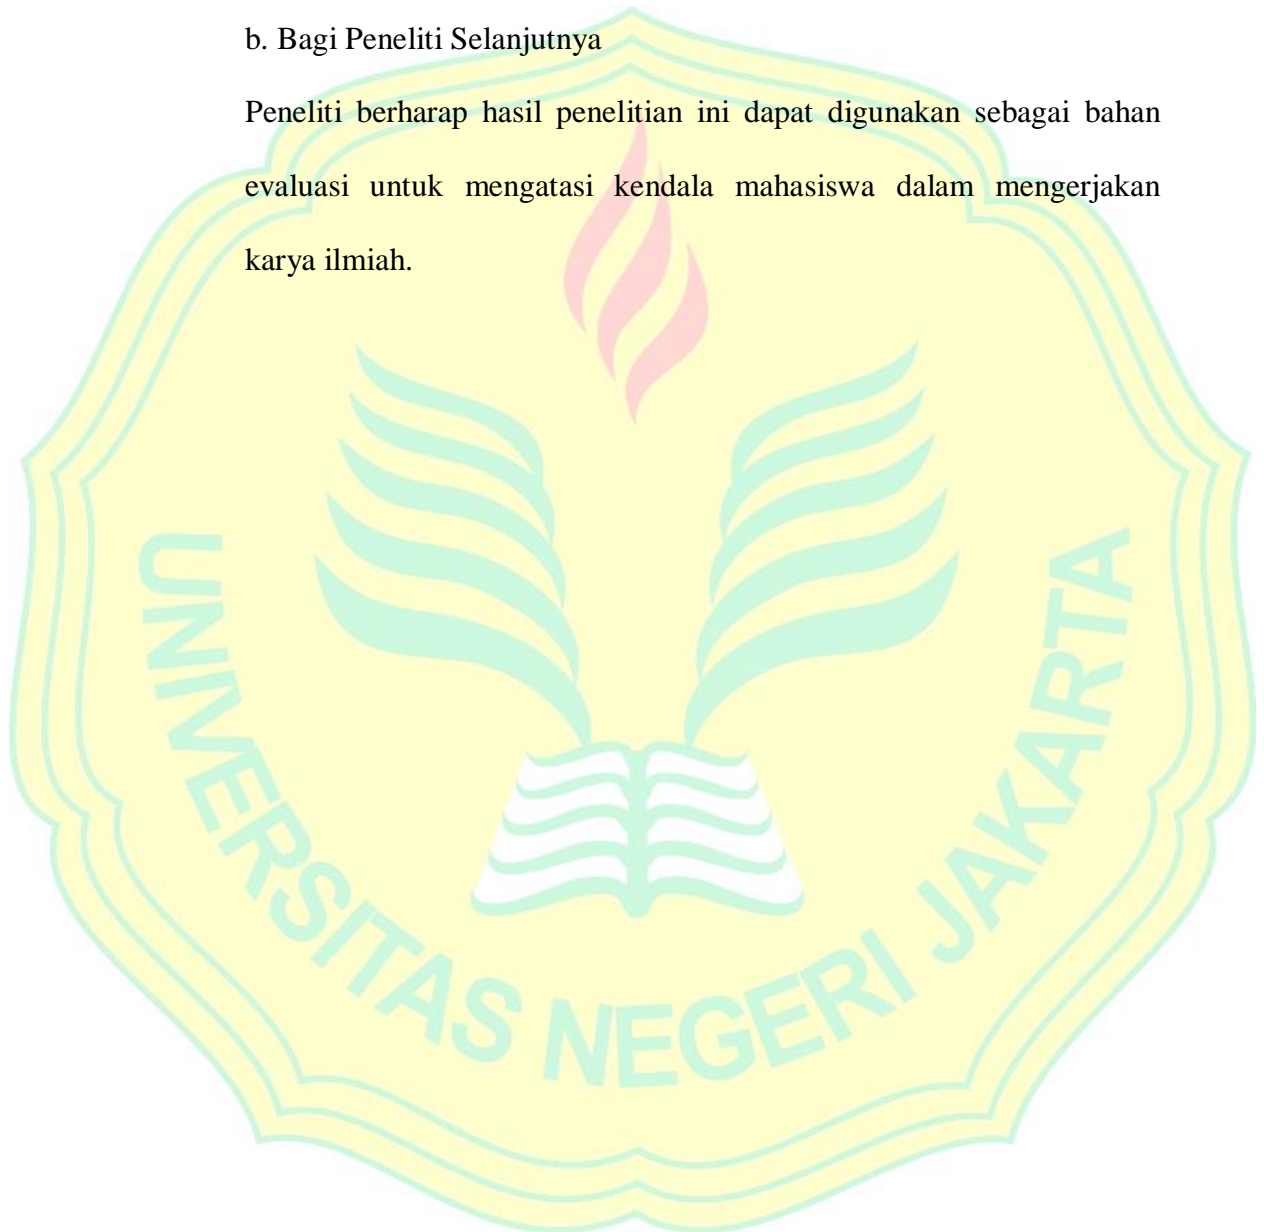 b. Bagi Peneliti Selanjutnya
Peneliti berharap hasil penelitian ini dapat digunakan sebagai bahan
evaluasi untuk mengatasi kendala mahasiswa dalam mengerjakan
karya ilmiah.
UNIVERSITAS NEGERI JAKARTA